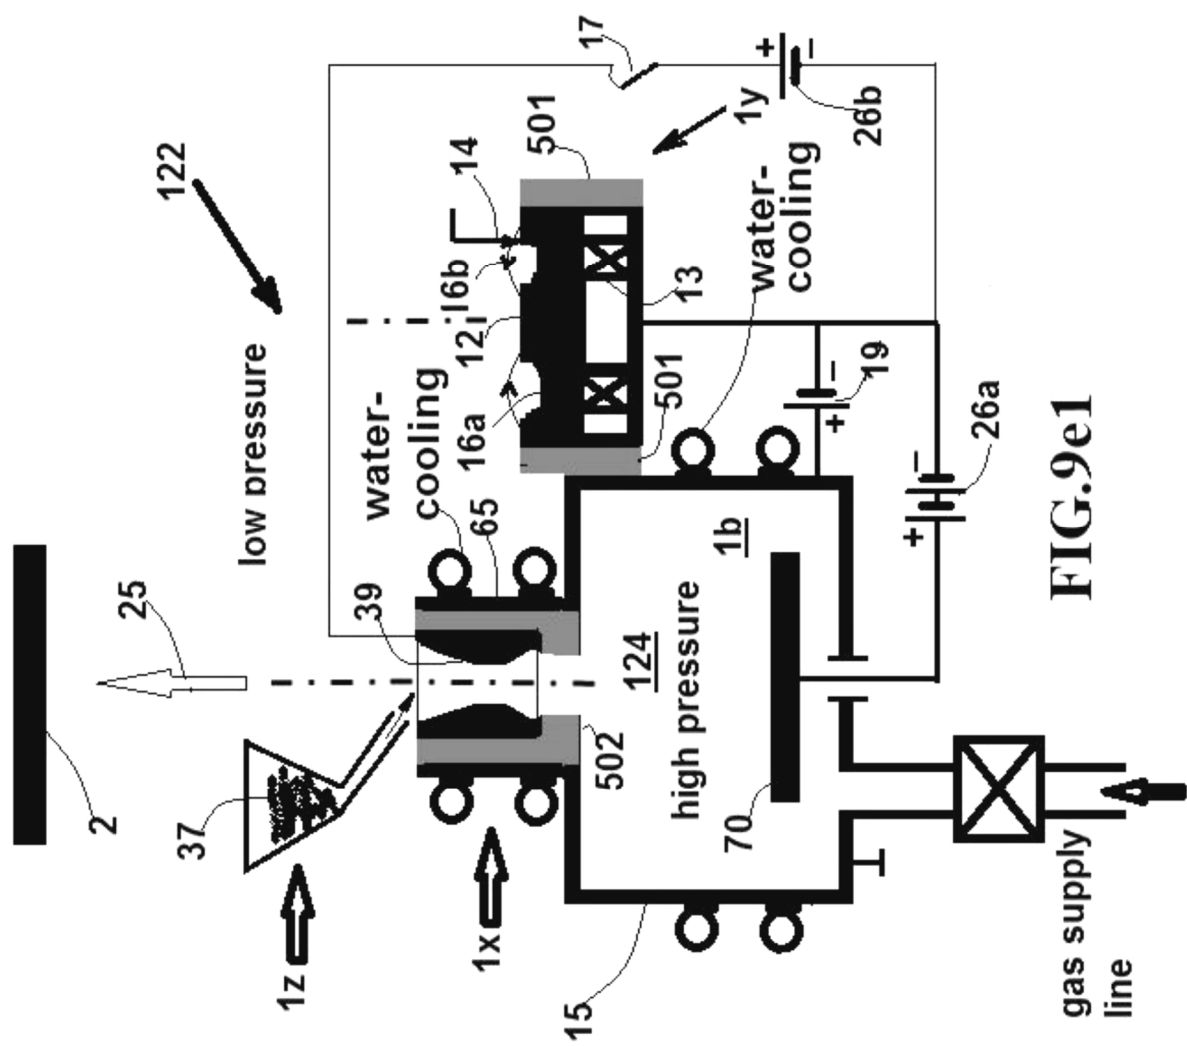 122
low pressure
25
2
37
1z
1x
15
water-
cooling
65
39
16a
12
16b
14
501
17
1y
+
−
26b
water-
cooling
13
501
19
+
−
26a
+
−
1b
124
high pressure
502
70
gas supply
line
FIG.9e1